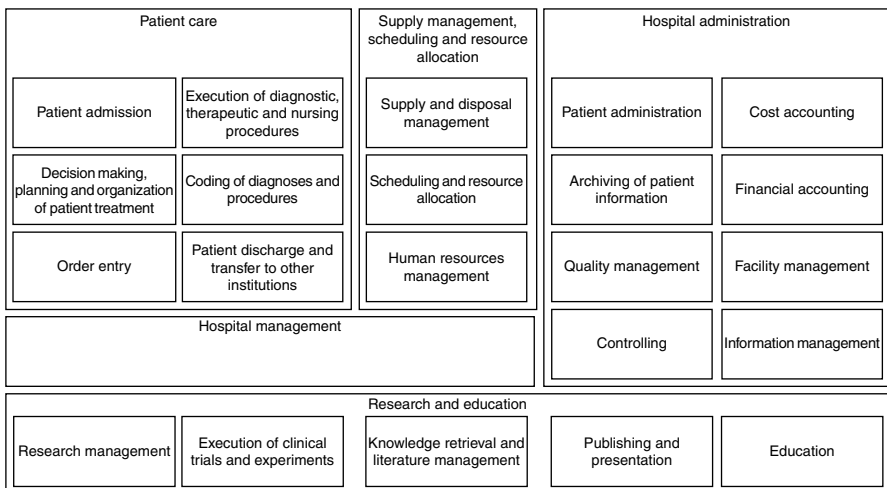 Patient care
Patient admission
Execution of diagnostic,
therapeutic and nursing
procedures
Decision making,
planning and organization
of patient treatment
Coding of diagnoses and
procedures
Order entry
Patient discharge and
transfer to other
institutions
Supply management,
scheduling and resource
allocation
Supply and disposal
management
Scheduling and resource
allocation
Human resources
management
Hospital administration
Patient administration
Cost accounting
Archiving of patient
information
Financial accounting
Quality management
Facility management
Controlling
Information management
Hospital management
Research and education
Research management
Execution of clinical
trials and experiments
Knowledge retrieval and
literature management
Publishing and
presentation
Education